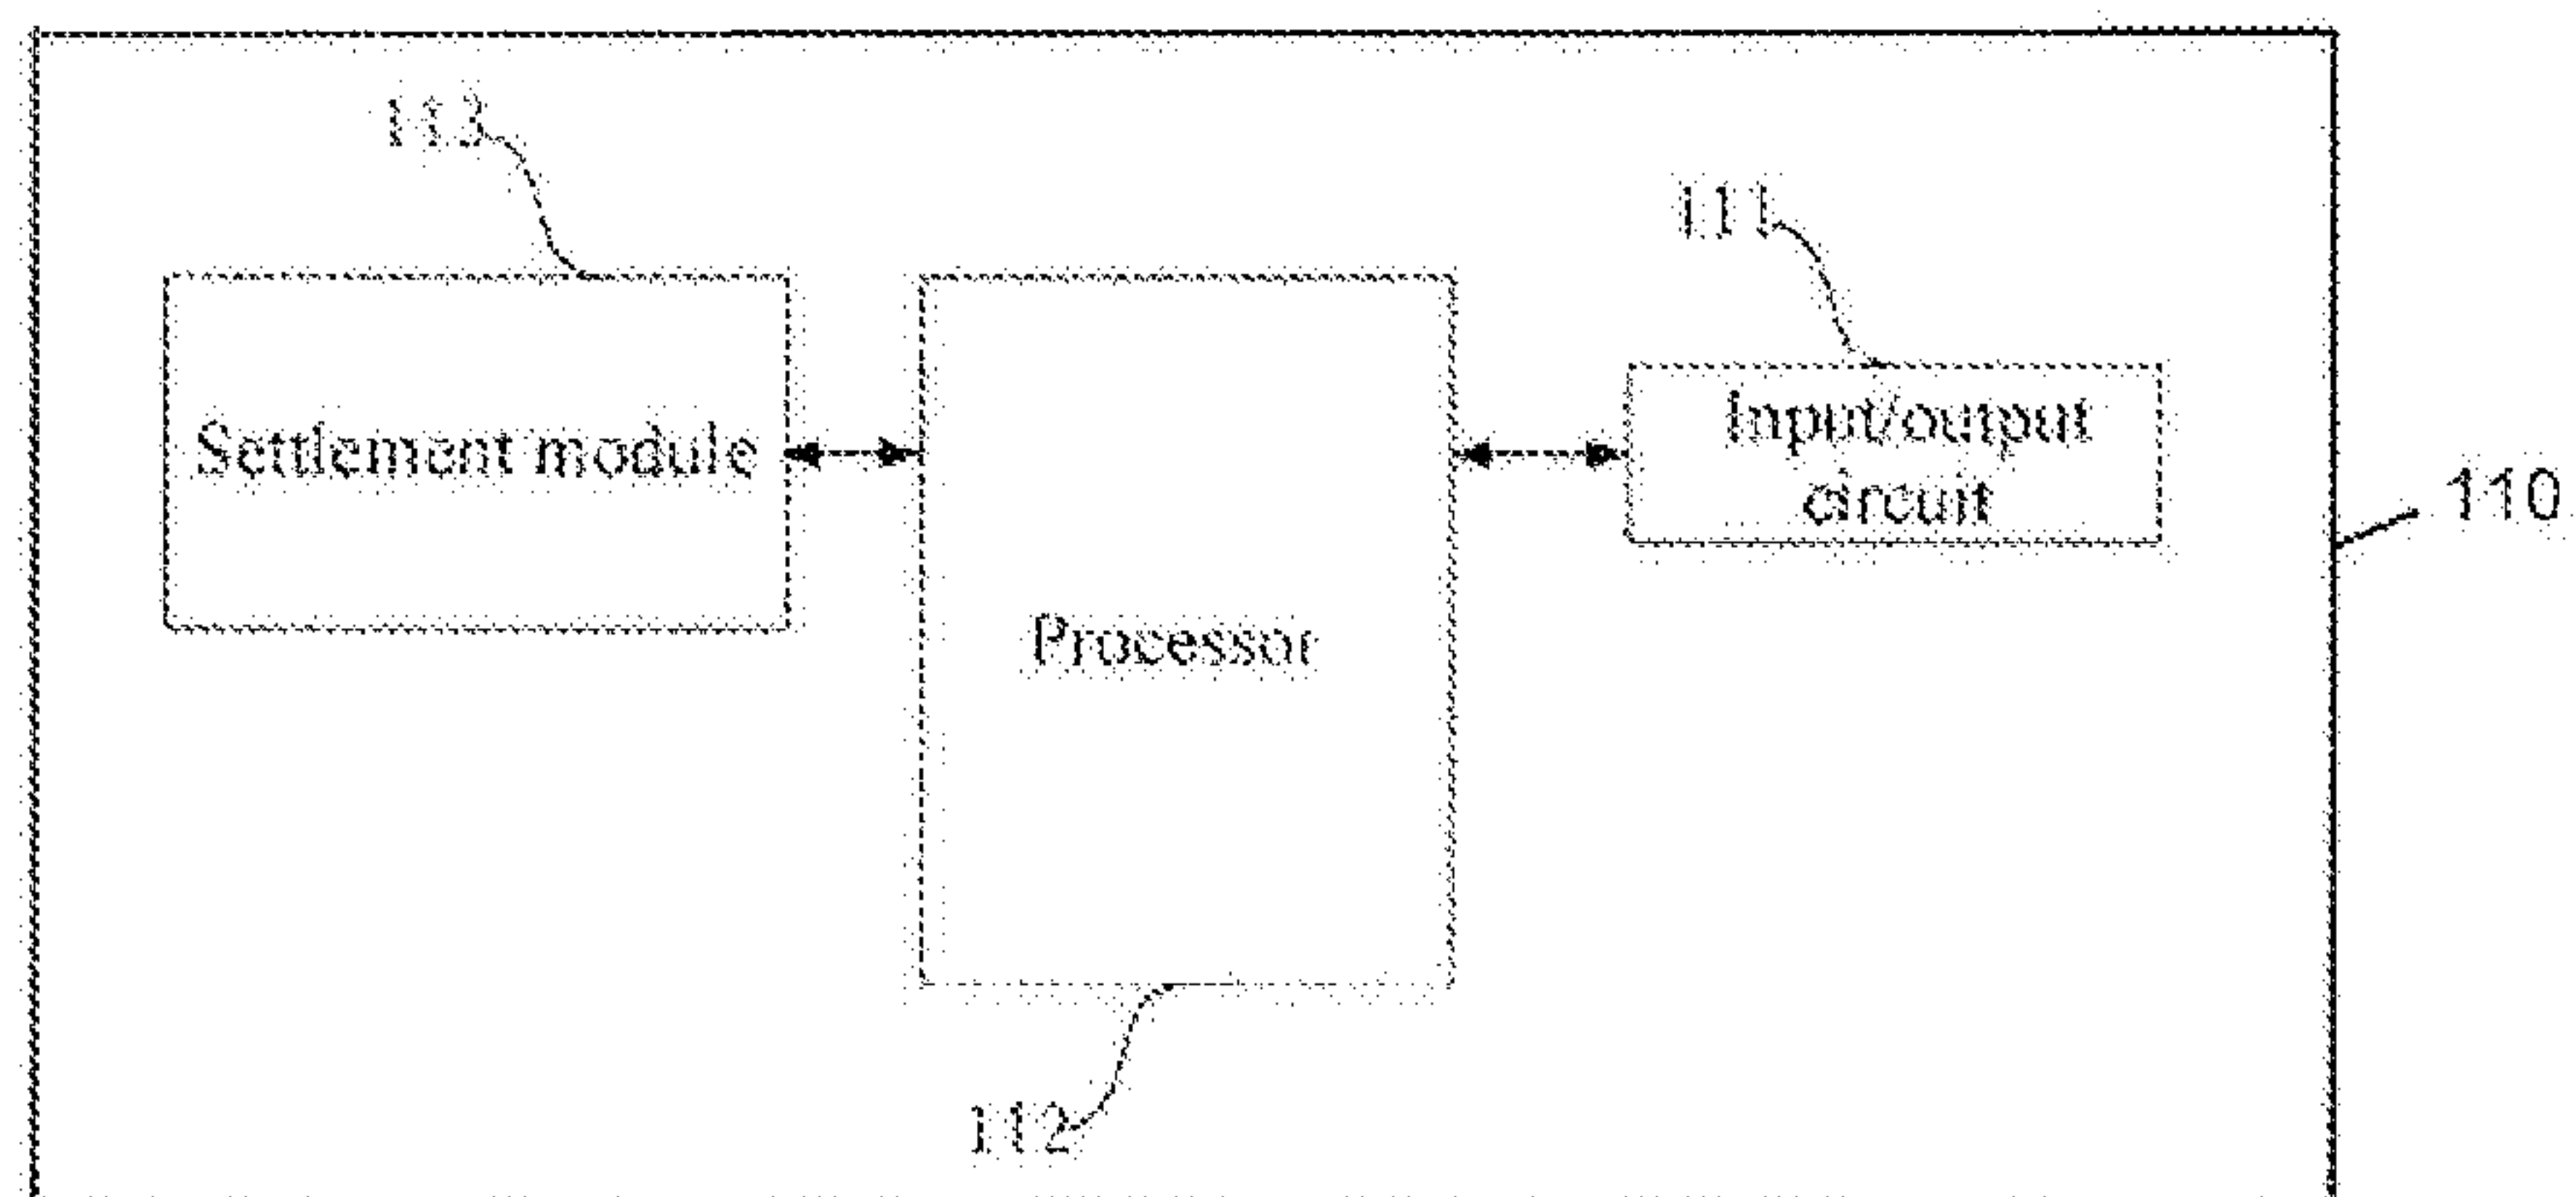 113
111
Settlement module
Input/output
circuit
110
Processor
112